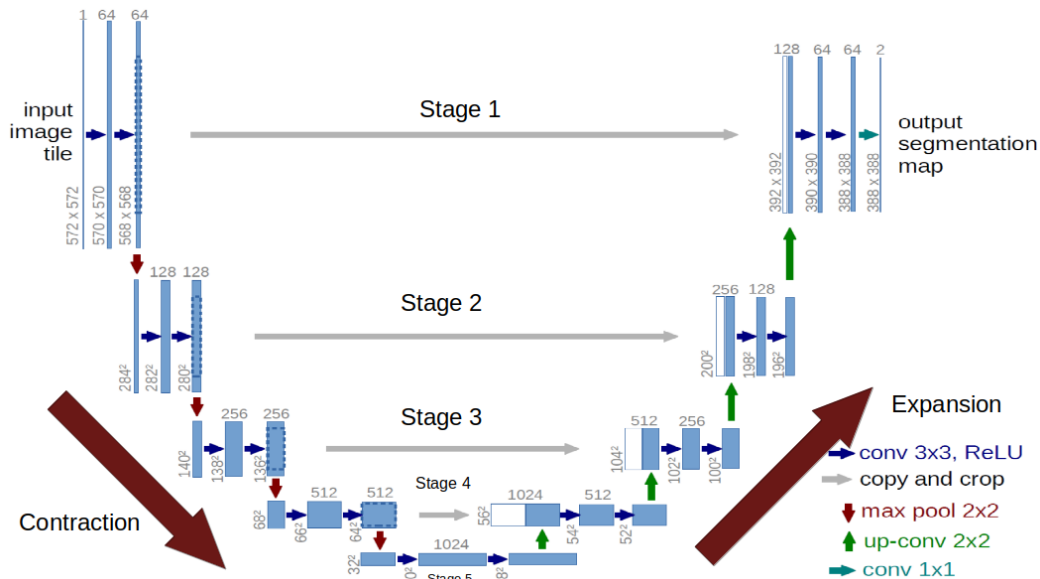 1 64 64
input
image
tile
572 x 572
570 x 570
568 x 568
Stage 1
128 64 64 2
392 x 392
390 x 390
388 x 388
388 x 388
output
segmentation
map
128 128
284²
282²
280²
Stage 2
256 128
200²
198²
196²
256 256
140²
138²
136²
Stage 3
512 256
104²
102²
100²
Expansion
conv 3x3, ReLU
copy and crop
max pool 2x2
up-conv 2x2
conv 1x1
Contraction
512 512
68²
66²
64²
Stage 4
1024 512
56²
54²
52²
1024
32²
Stage 5